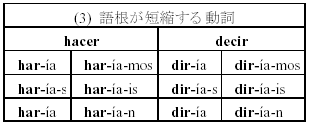 (3) 語根が短縮する動詞
hacer decir
har-ía har-ía-mos dir-ía dir-ía-mos
har-ía-s har-ía-is dir-ía-s dir-ía-is
har-ía har-ía-n dir-ía dir-ía-n